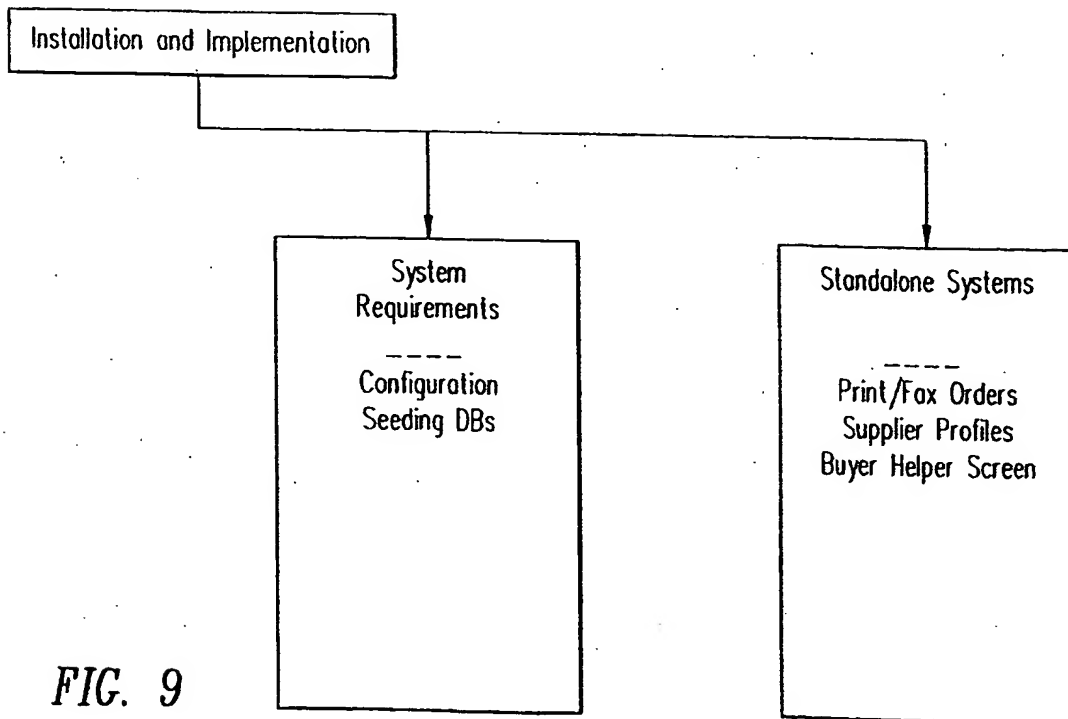 Installation and Implementation
System
Requirements
----
Configuration
Seeding DBs
Standalone Systems
----
Print/Fax Orders
Supplier Profiles
Buyer Helper Screen
FIG. 9